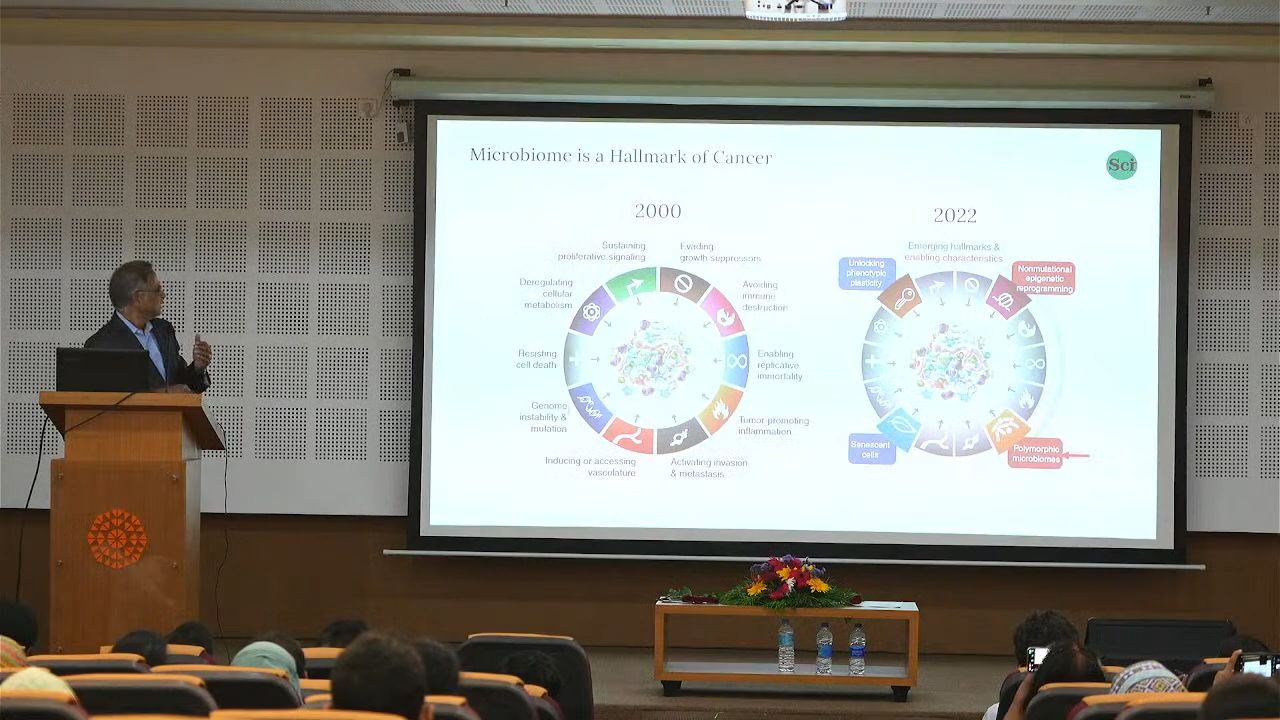 Microbiome is a Hallmark of Cancer
Sci
2000
Sustaining
proliferative signaling
Evading
growth suppressors
Deregulating
cellular
metabolism
Avoiding
immune
destruction
Resisting
cell death
Enabling
replicative
immortality
Genome
instability &
mutation
Tumor-promoting
inflammation
Inducing or accessing
vasculature
Activating invasion
& metastasis
2022
Emerging hallmarks &
enabling characteristics
Unlocking
phenotypic
plasticity
Nonmutational
epigenetic
reprogramming
Senescent
cells
Polymorphic
microbiomes